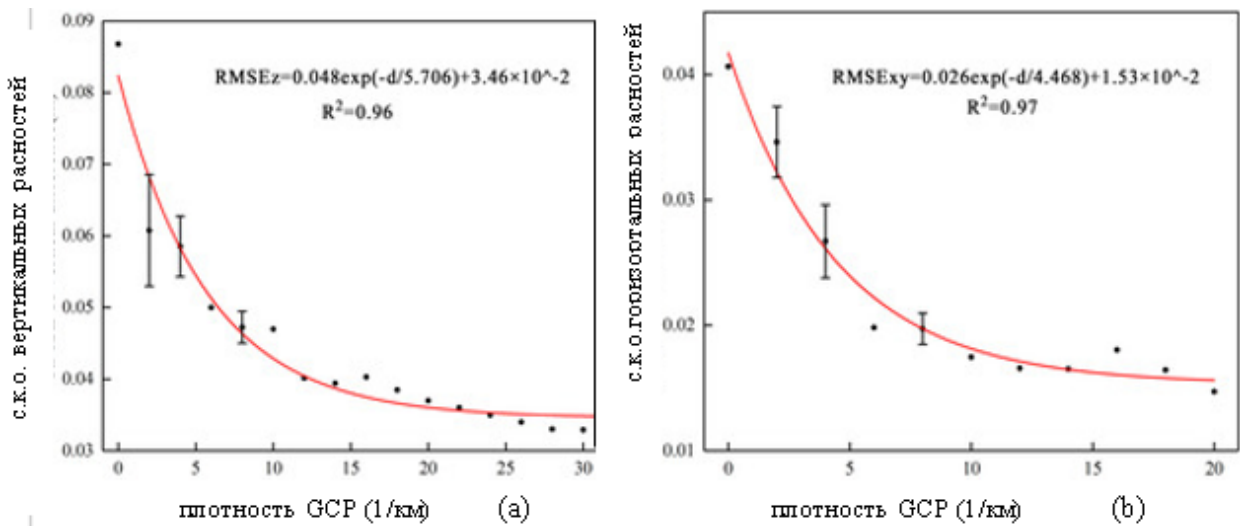 с.к.о. вертикальных расностей
0.09
0.08
0.07
0.06
0.05
0.04
0.03
RMSEz=0.048exp(-d/5.706)+3.46×10^-2
R²=0.96
0 5 10 15 20 25 30
плотность GCP (1/км) (a)
с.к.о.горизортальных расностей
0.04
0.03
0.02
0.01
RMSExy=0.026exp(-d/4.468)+1.53×10^-2
R²=0.97
0 5 10 15 20
плотность GCP (1/км) (b)